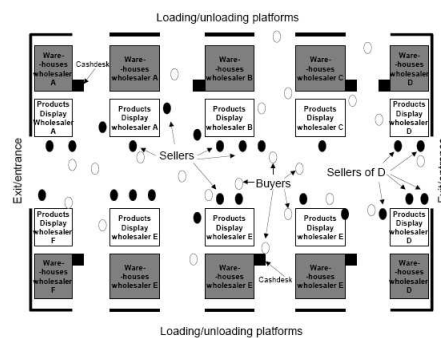 Loading/unloading platforms
Ware-
-houses
wholesaler
A
Cashdesk
Ware-
-houses
wholesaler A
Ware-
-houses
wholesaler
B
Ware-
-houses
wholesaler
C
Ware-
-houses
wholesaler
D
Products
Display
Wholesaler
A
Products
Display
wholesaler A
Products
Display
wholesaler B
Products
Display
wholesaler C
Products
Display
wholesaler
D
Exit/entrance
Sellers
Buyers
Sellers of D
Exit/entrance
Products
Display
wholesaler
F
Products
Display
wholesaler E
Products
Display
wholesaler E
Products
Display
wholesaler E
Products
Display
wholesaler
D
Ware-
-houses
wholesaler
F
Ware-
-houses
wholesaler E
Ware-
-houses
wholesaler E
Cashdesk
Ware-
-houses
wholesaler E
Ware-
-houses
wholesaler
D
Loading/unloading platforms